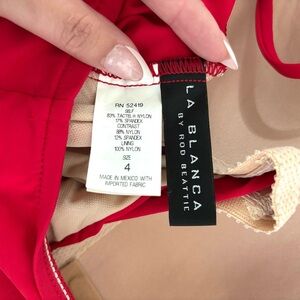 RN 52419
SELF
83% TACTEL® NYLON
17% SPANDEX
CONTRAST
88% NYLON
12% SPANDEX
LINING
100% NYLON
SIZE
4
MADE IN MEXICO WITH
IMPORTED FABRIC
LA BLANCA
BY ROD BEATTIE